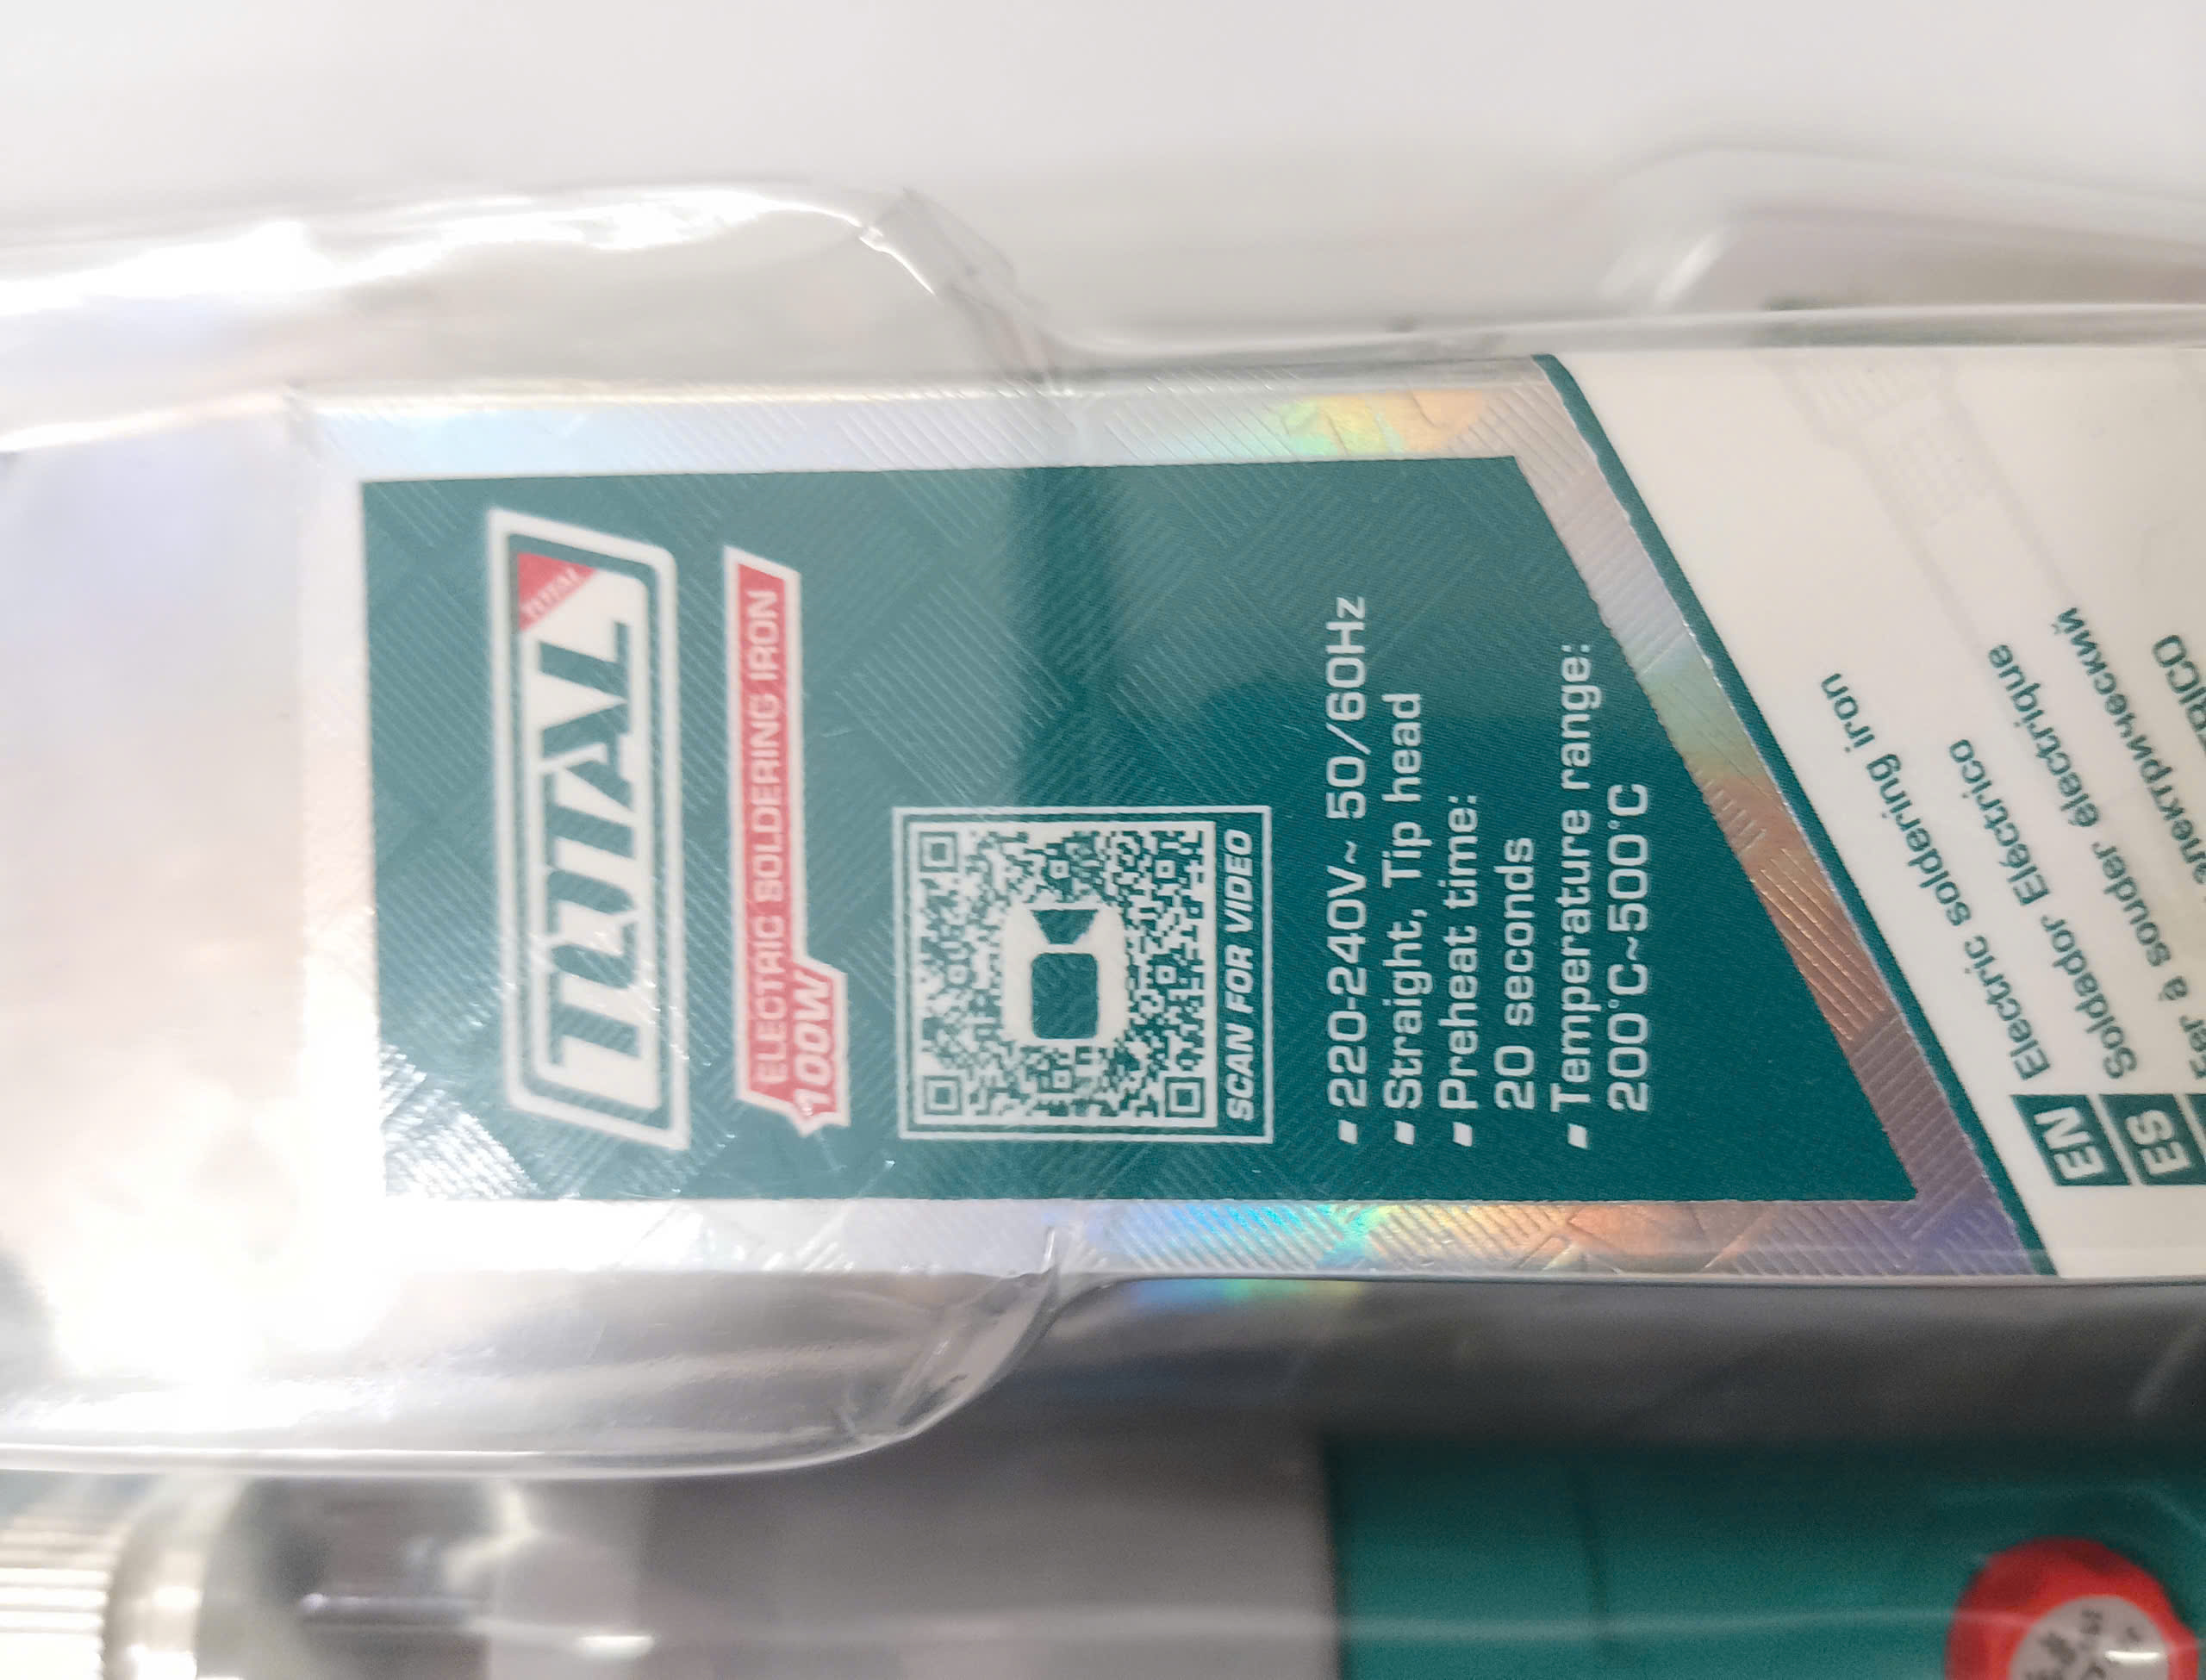 TOTAL
TOTAL
ELECTRIC SOLDERING IRON
100W
SCAN FOR VIDEO
▪ 220-240V~ 50/60Hz
▪ Straight, Tip head
▪ Preheat time:
20 seconds
▪ Temperature range:
200°C~500°C
EN Electric soldering iron
ES Soldador Eléctrico
Fer à souder électrique
электрический